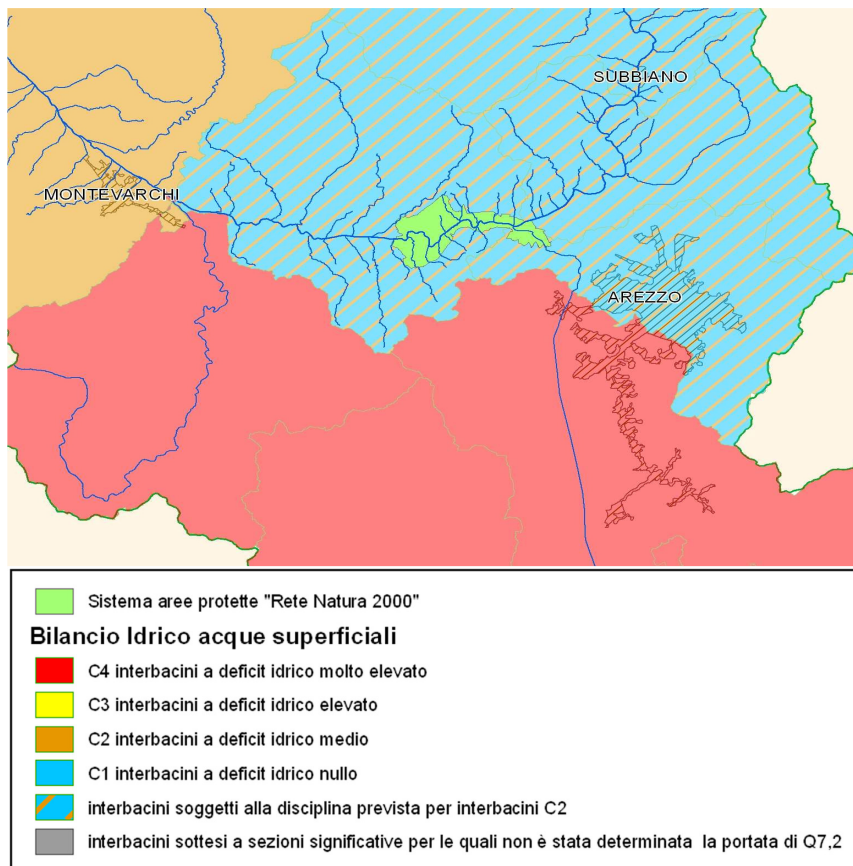 SUBBIANO
MONTEVARCHI
AREZZO
Sistema aree protette "Rete Natura 2000"
Bilancio Idrico acque superficiali
C4 interbacini a deficit idrico molto elevato
C3 interbacini a deficit idrico elevato
C2 interbacini a deficit idrico medio
C1 interbacini a deficit idrico nullo
interbacini soggetti alla disciplina prevista per interbacini C2
interbacini sottesi a sezioni significative per le quali non è stata determinata la portata di Q7,2